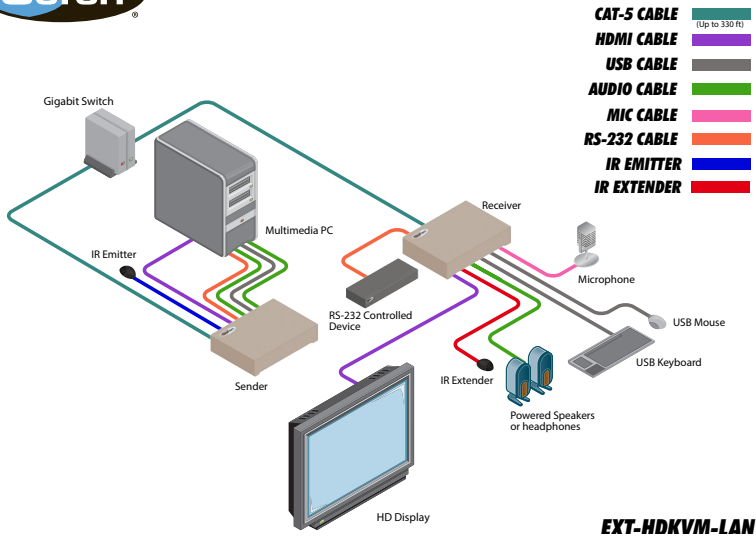 ®
CAT-5 CABLE
(Up to 330 ft)
HDMI CABLE
USB CABLE
AUDIO CABLE
MIC CABLE
RS-232 CABLE
IR EMITTER
IR EXTENDER
Gigabit Switch
Multimedia PC
IR Emitter
Sender
Receiver
RS-232 Controlled
Device
Microphone
USB Mouse
USB Keyboard
IR Extender
Powered Speakers
or headphones
HD Display
EXT-HDKVM-LAN